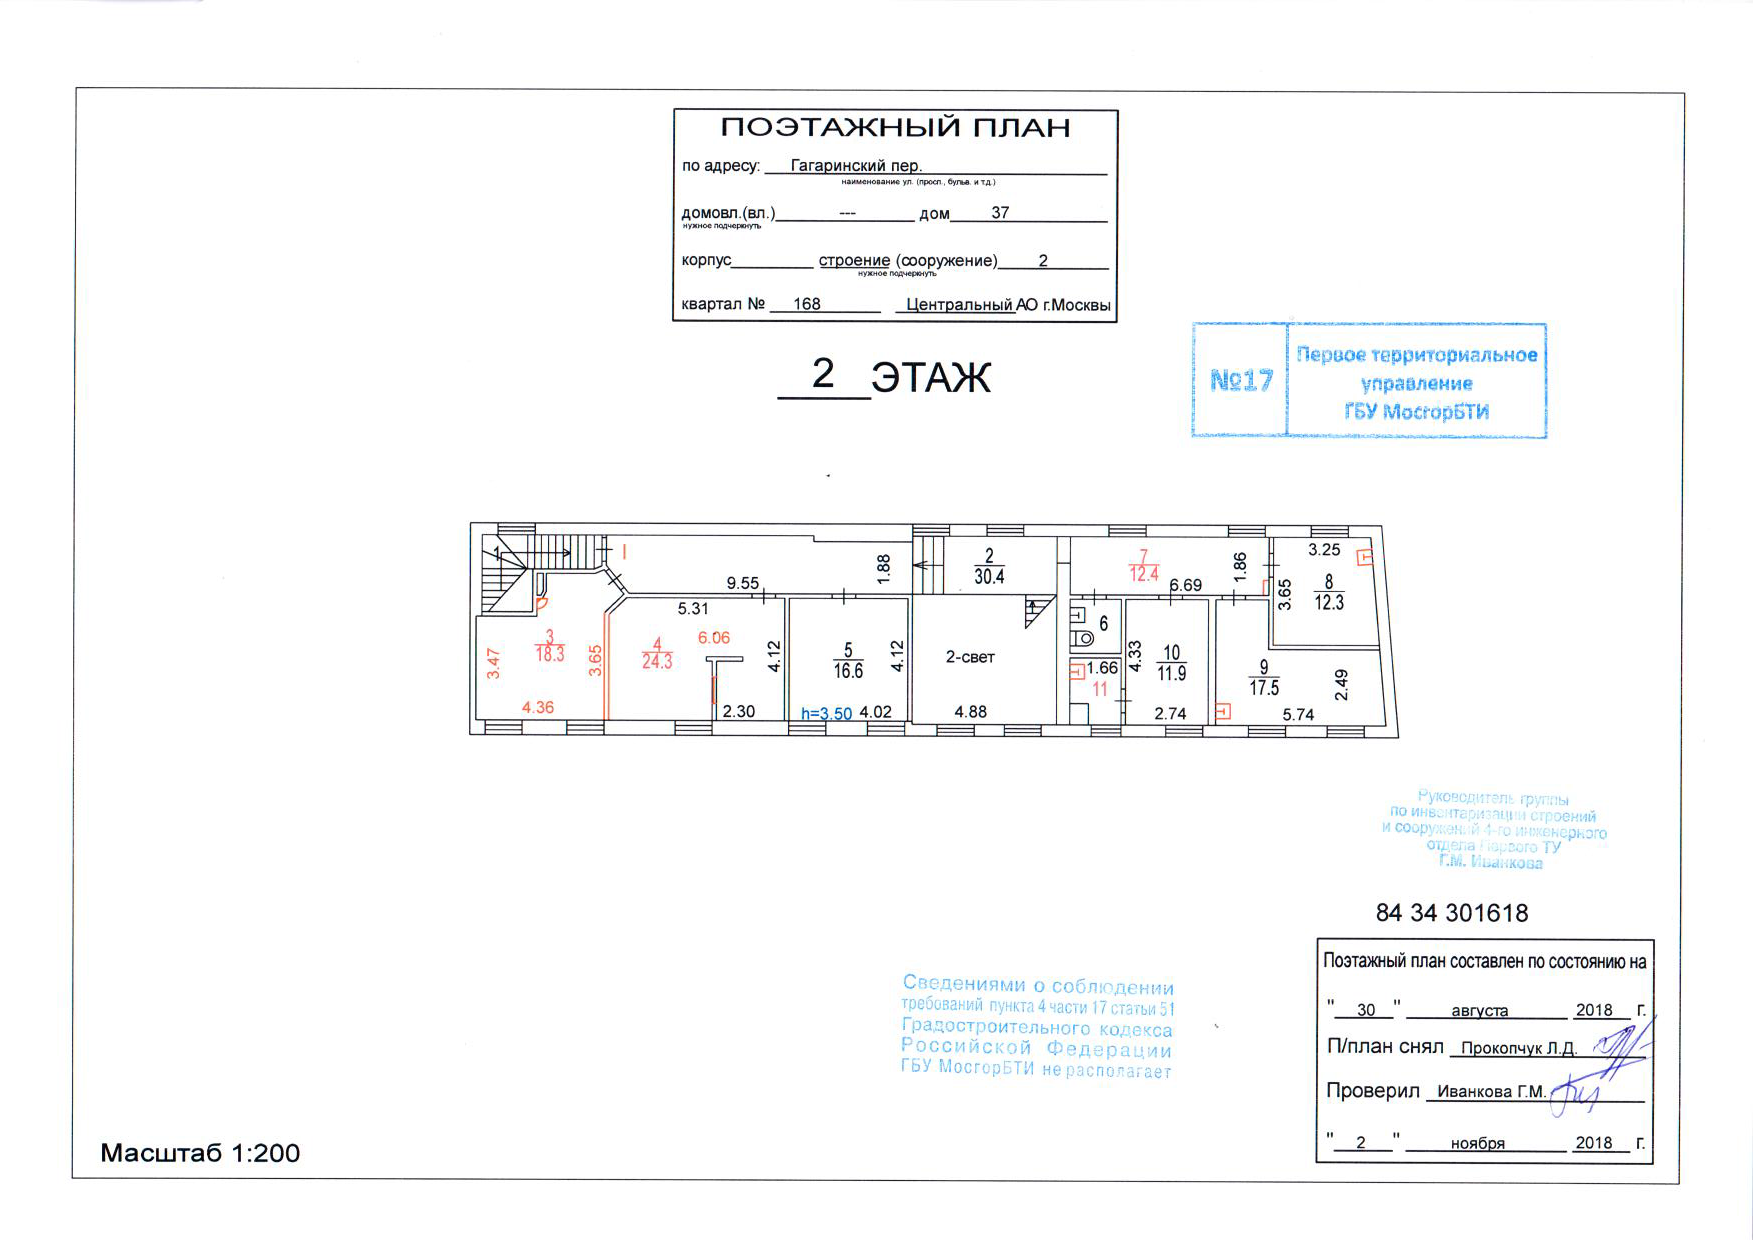 ПОЭТАЖНЫЙ ПЛАН
по адресу: Гагаринский пер.
наименование ул. (просп., бульв. и т.д.)
домовл.(вл.) --- дом 37
нужное подчеркнуть
корпус строение (сооружение) 2
нужное подчеркнуть
квартал № 168 Центральный АО г.Москвы
№17
Первое территориальное
управление
ГБУ МосгорБТИ
2 ЭТАЖ
1
I
9.55
1.88
2
30.4
7
12.4
6.69
1.86
3.25
3.65
8
12.3
3
18.3
3.47
4.36
3.65
5.31
6.06
4
24.3
4.12
2.30
5
16.6
4.12
h=3.50 4.02
2-свет
4.88
6
1.66
11
4.33
10
11.9
2.74
9
17.5
2.49
5.74
Руководитель группы
по инвентаризации строений
и сооружений 4-го инженерного
отдела Первого ТУ
Г.М. Иванкова
84 34 301618
Поэтажный план составлен по состоянию на
" 30 " августа 2018 г.
П/план снял Прокопчук Л.Д.
Проверил Иванкова Г.М.
" 2 " ноября 2018 г.
Сведениями о соблюдении
требований пункта 4 части 17 статьи 51
Градостроительного кодекса
Российской Федерации
ГБУ МосгорБТИ не располагает
Масштаб 1:200